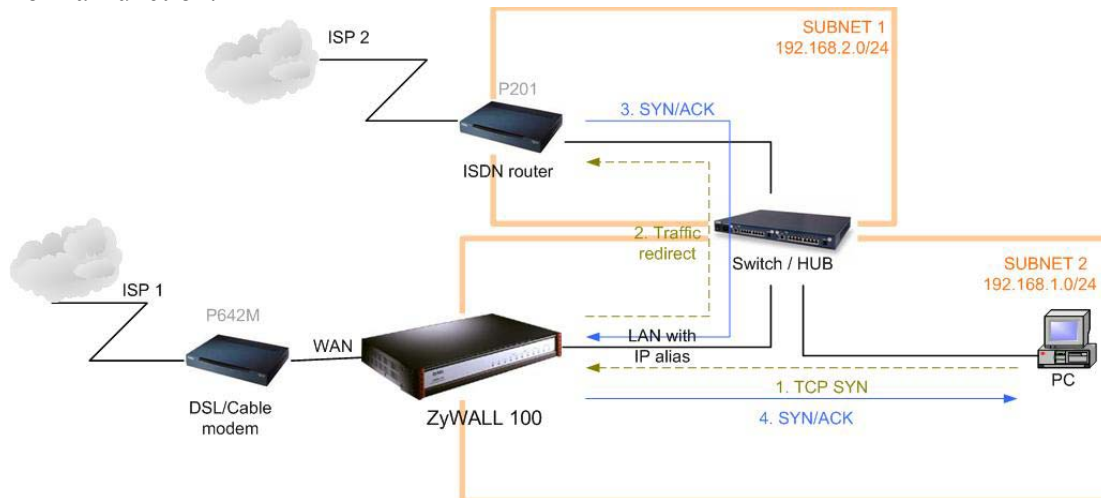 ISP 2
SUBNET 1
192.168.2.0/24
P201
3. SYN/ACK
ISDN router
2. Traffic
redirect
Switch / HUB
SUBNET 2
192.168.1.0/24
ISP 1
P642M
WAN
LAN with
IP alias
PC
DSL/Cable
modem
ZyWALL 100
1. TCP SYN
4. SYN/ACK